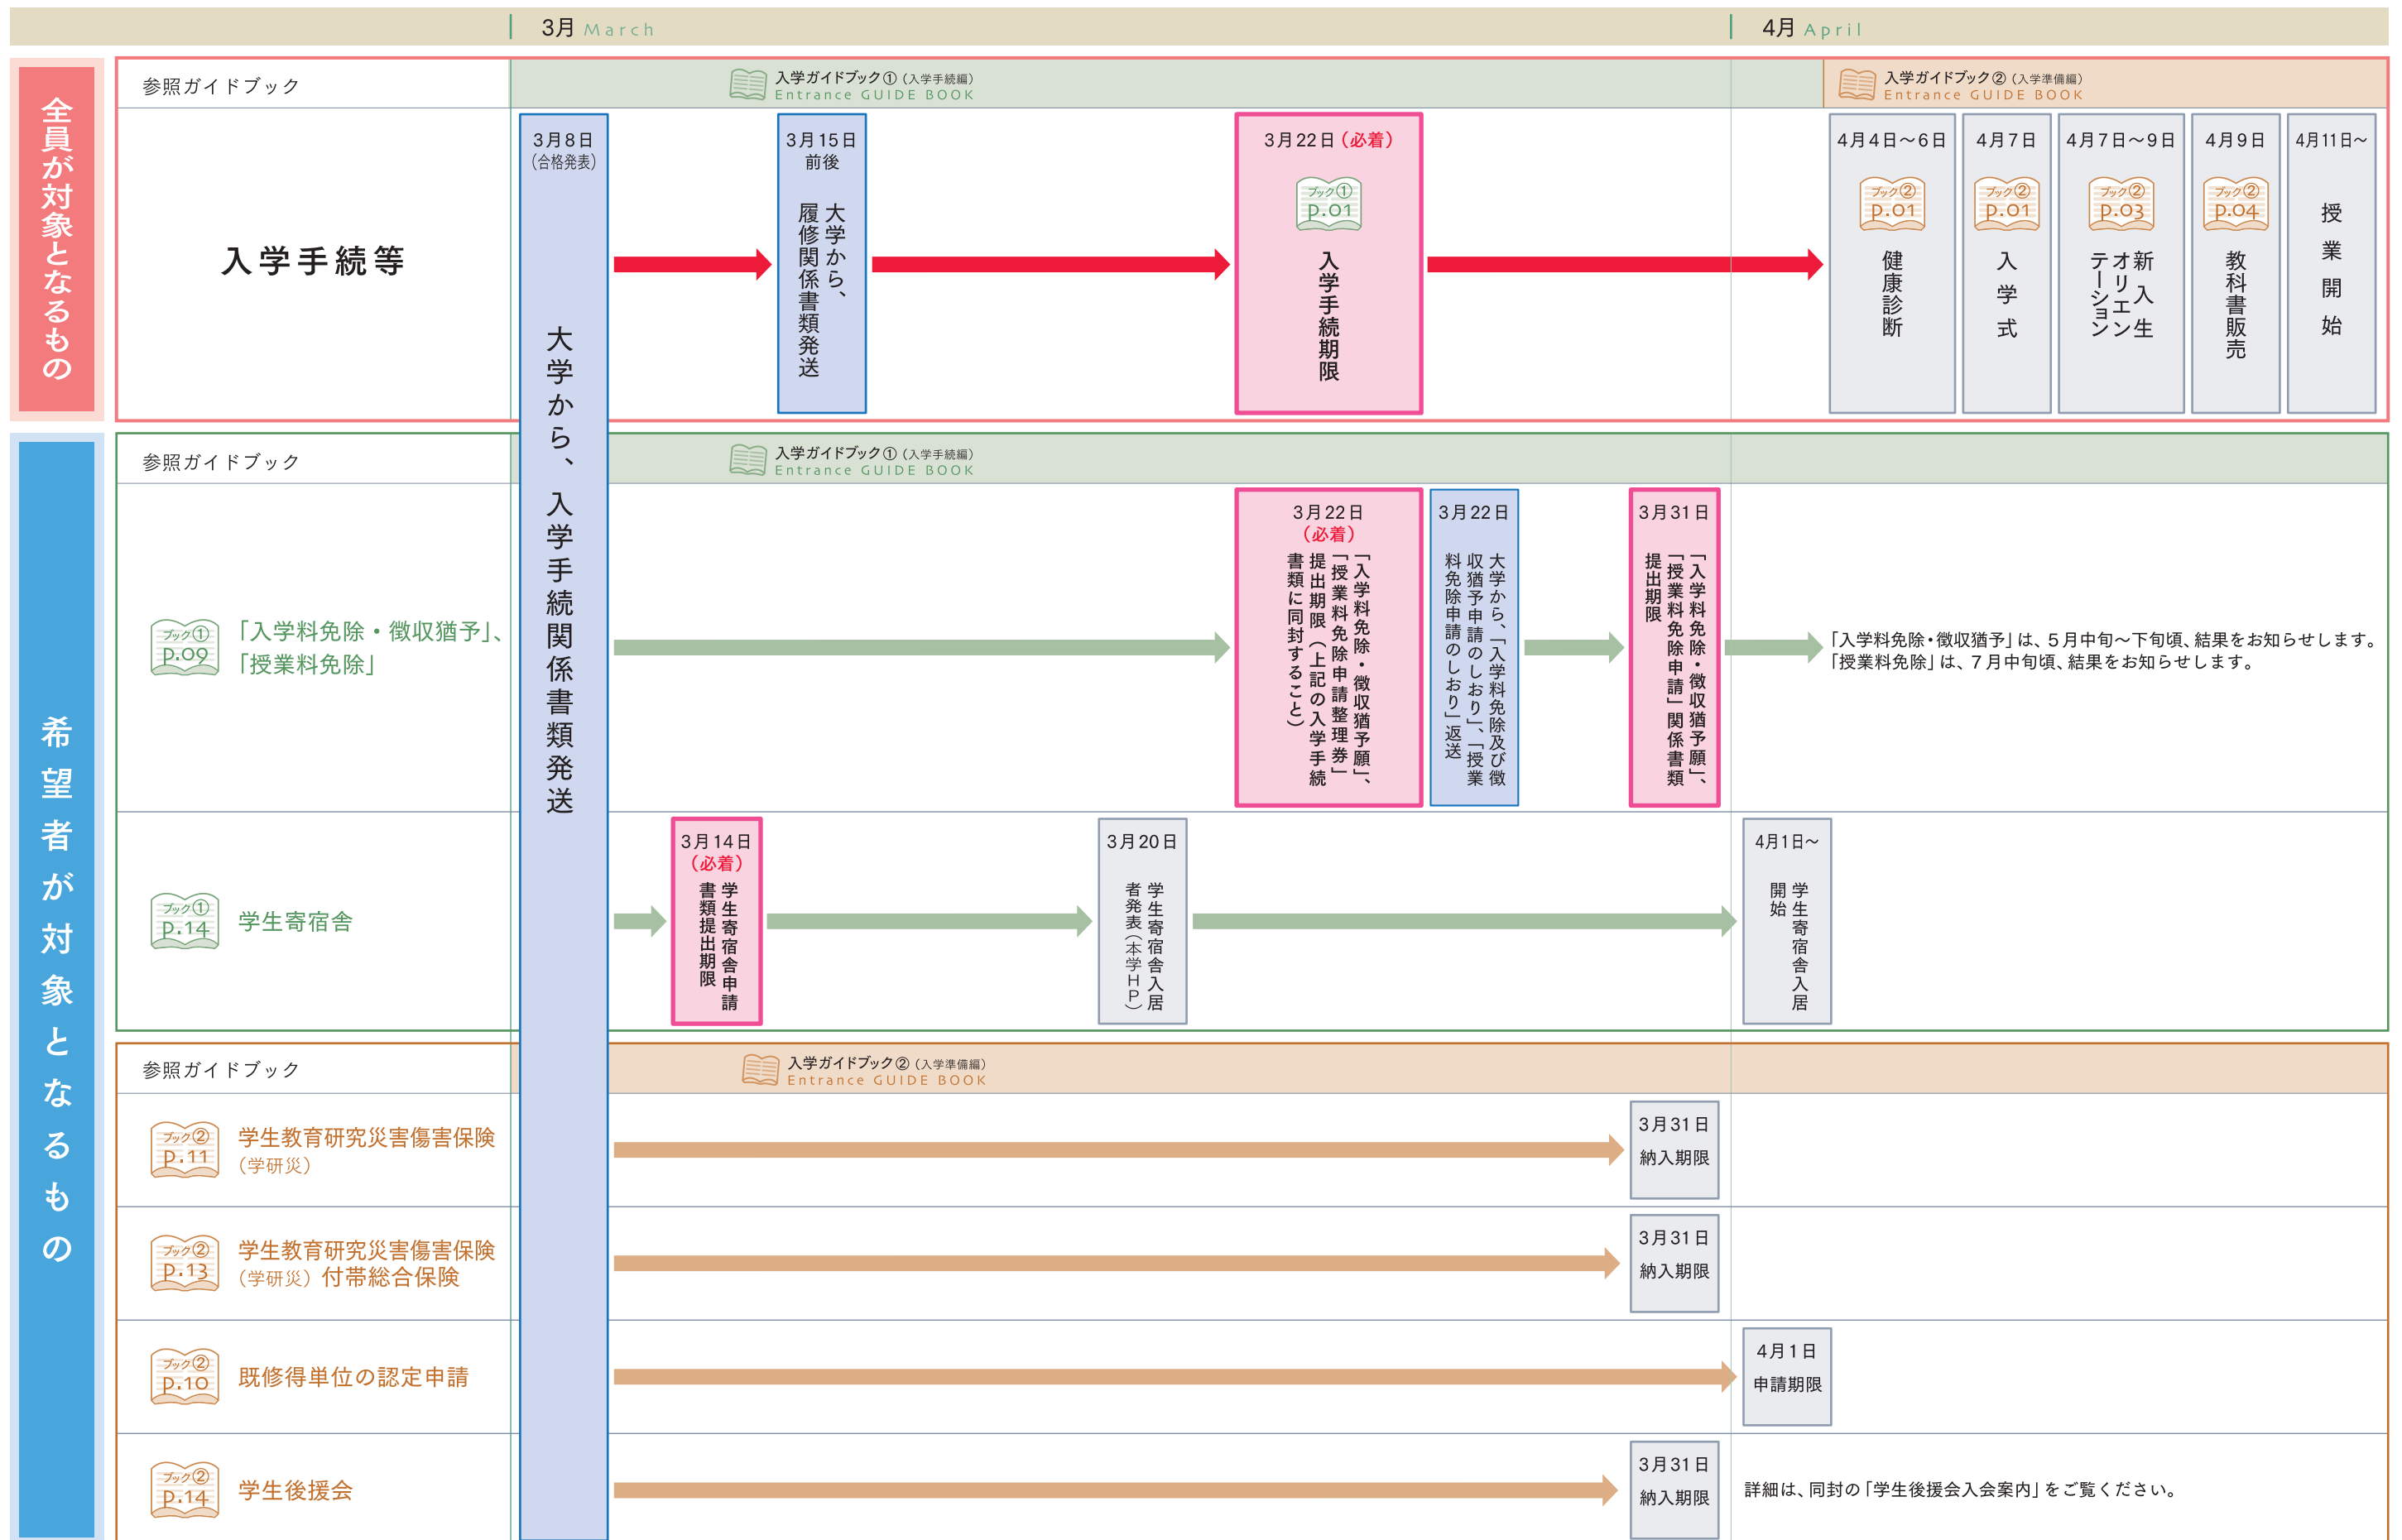 3月 March
4月 April
全員が対象となるもの
参照ガイドブック
入学ガイドブック①（入学手続編）
Entrance GUIDE BOOK
入学ガイドブック②（入学準備編）
Entrance GUIDE BOOK
入学手続等
3月8日
（合格発表）
大学から、入学手続関係書類発送
3月15日
前後
大学から、
履修関係書類発送
3月22日（必着）
ブック①
p.01
入学手続期限
4月4日〜6日
ブック②
p.01
健康診断
4月7日
ブック②
p.01
入学式
4月7日〜9日
ブック②
p.03
新入生
オリエン
テーション
4月9日
ブック②
p.04
教科書販売
4月11日〜
授業開始
希望者が対象となるもの
参照ガイドブック
入学ガイドブック①（入学手続編）
Entrance GUIDE BOOK
ブック①
p.09
「入学料免除・徴収猶予」、
「授業料免除」
3月22日
（必着）
「入学料免除・徴収猶予願」、
「授業料免除申請整理券」
提出期限（上記の入学手続
書類に同封すること）
3月22日
大学から、「入学料免除及び徴
収猶予申請のしおり」、「授業
料免除申請のしおり」返送
3月31日
「入学料免除・徴収猶予願」、
「授業料免除申請」関係書類
提出期限
「入学料免除・徴収猶予」は、5月中旬〜下旬頃、結果をお知らせします。
「授業料免除」は、7月中旬頃、結果をお知らせします。
ブック①
p.14
学生寄宿舎
3月14日
（必着）
学生寄宿舎申請
書類提出期限
3月20日
学生寄宿舎入居
者発表（本学HP）
4月1日〜
学生寄宿舎入居
開始
参照ガイドブック
入学ガイドブック②（入学準備編）
Entrance GUIDE BOOK
ブック②
p.11
学生教育研究災害傷害保険
（学研災）
3月31日
納入期限
ブック②
p.13
学生教育研究災害傷害保険
（学研災）付帯総合保険
3月31日
納入期限
ブック②
p.10
既修得単位の認定申請
4月1日
申請期限
ブック②
p.14
学生後援会
3月31日
納入期限
詳細は、同封の「学生後援会入会案内」をご覧ください。